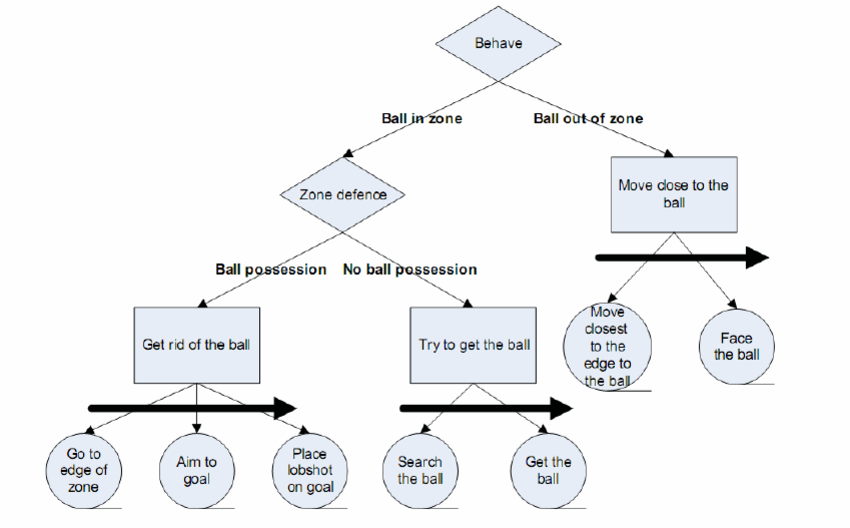 Behave
Ball in zone
Ball out of zone
Zone defence
Move close to the
ball
Ball possession
No ball possession
Get rid of the ball
Try to get the ball
Move
closest
to the
edge to
the ball
Face
the ball
Go to
edge of
zone
Aim to
goal
Place
lobshot
on goal
Search
the ball
Get the
ball